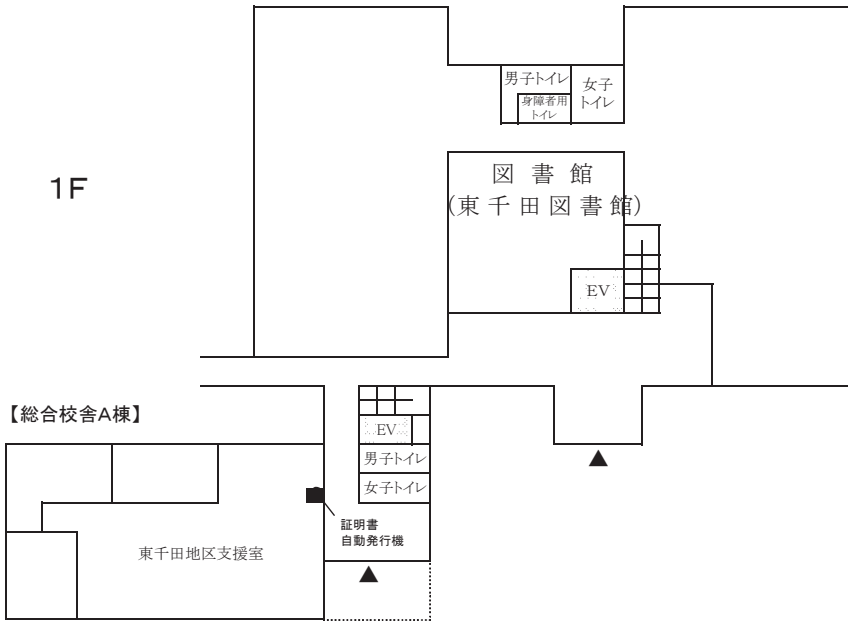 男子トイレ
女子
トイレ
身障者用
トイレ
1F
図書館
(東千田図書館)
EV
【総合校舎A棟】
EV
男子トイレ
女子トイレ
証明書
自動発行機
東千田地区支援室